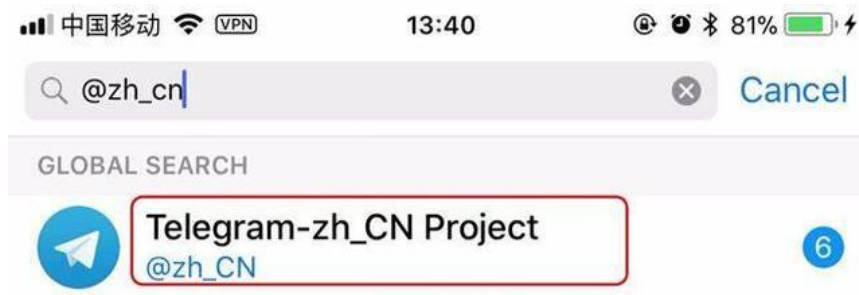 中国移动 VPN 13:40 81%
@zh_cn Cancel
GLOBAL SEARCH
Telegram-zh_CN Project
@zh_CN
6